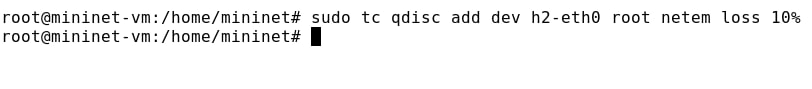 root@mininet-vm:/home/mininet# sudo tc qdisc add dev h2-eth0 root netem loss 10%
root@mininet-vm:/home/mininet#